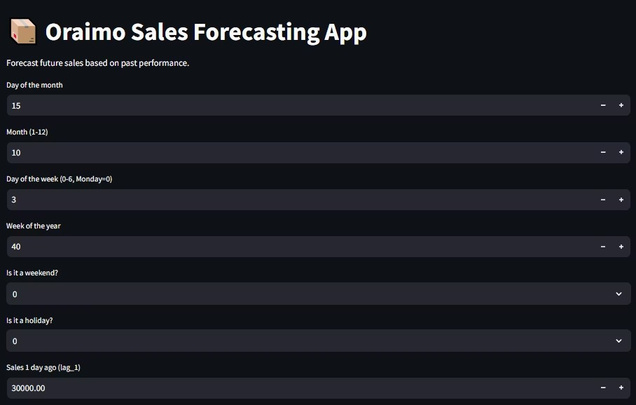 Oraimo Sales Forecasting App
Forecast future sales based on past performance.
Day of the month
15
Month (1-12)
10
Day of the week (0-6, Monday=0)
3
Week of the year
40
Is it a weekend?
0
Is it a holiday?
0
Sales 1 day ago (lag_1)
30000.00